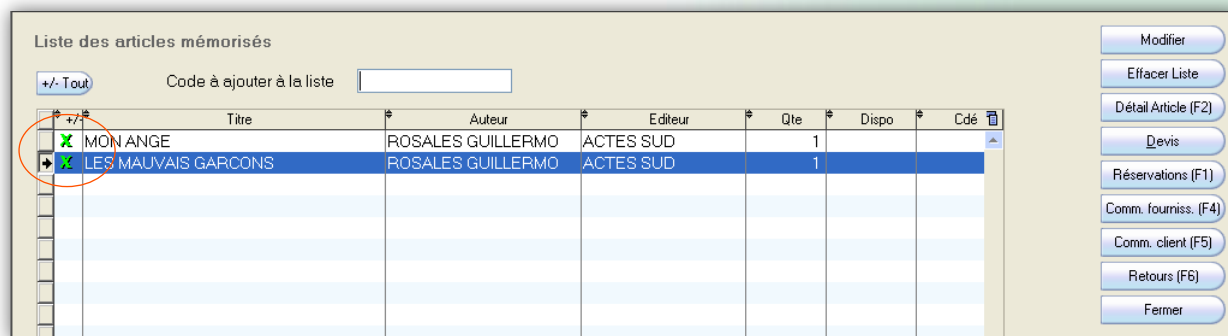 Liste des articles mémorisés
+/- Tout
Code à ajouter à la liste
+/- Titre Auteur Editeur Qte Dispo Cdé
X MON ANGE ROSALES GUILLERMO ACTES SUD 1
X LES MAUVAIS GARCONS ROSALES GUILLERMO ACTES SUD 1
Modifier
Effacer Liste
Détail Article (F2)
Devis
Réservations (F1)
Comm. fourniss. (F4)
Comm. client (F5)
Retours (F6)
Fermer